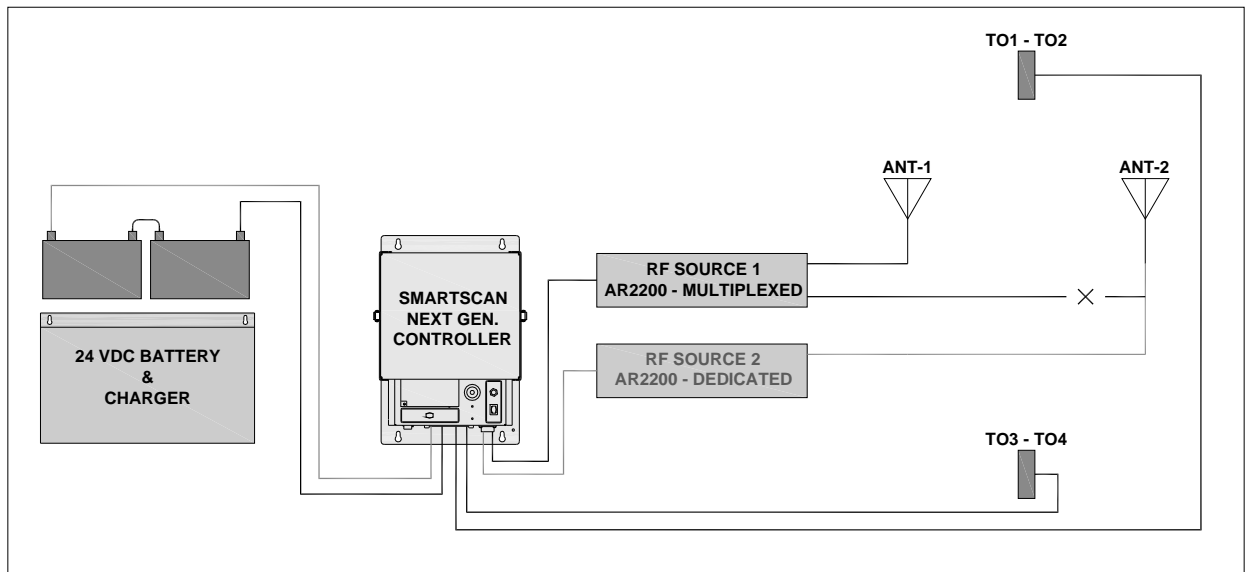 TO1 - TO2
ANT-1
ANT-2
RF SOURCE 1
AR2200 - MULTIPLEXED
SMARTSCAN
NEXT GEN.
CONTROLLER
24 VDC BATTERY
&
CHARGER
RF SOURCE 2
AR2200 - DEDICATED
TO3 - TO4